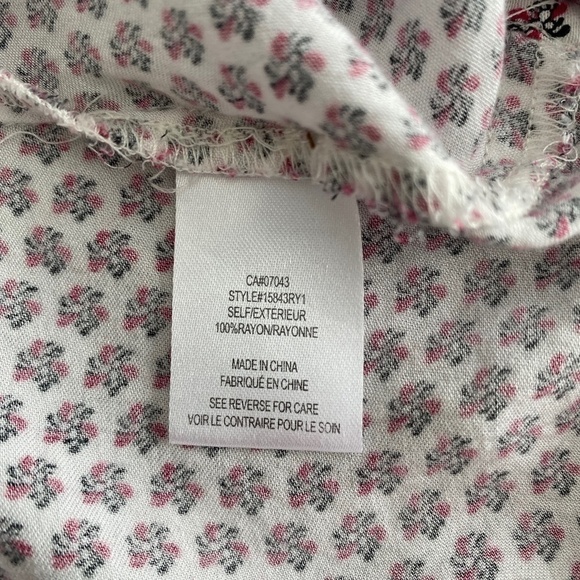 CA#07043
STYLE#15843RY1
SELF/EXTÉRIEUR
100%RAYON/RAYONNE
MADE IN CHINA
FABRIQUÉ EN CHINE
SEE REVERSE FOR CARE
VOIR LE CONTRAIRE POUR LE SOIN